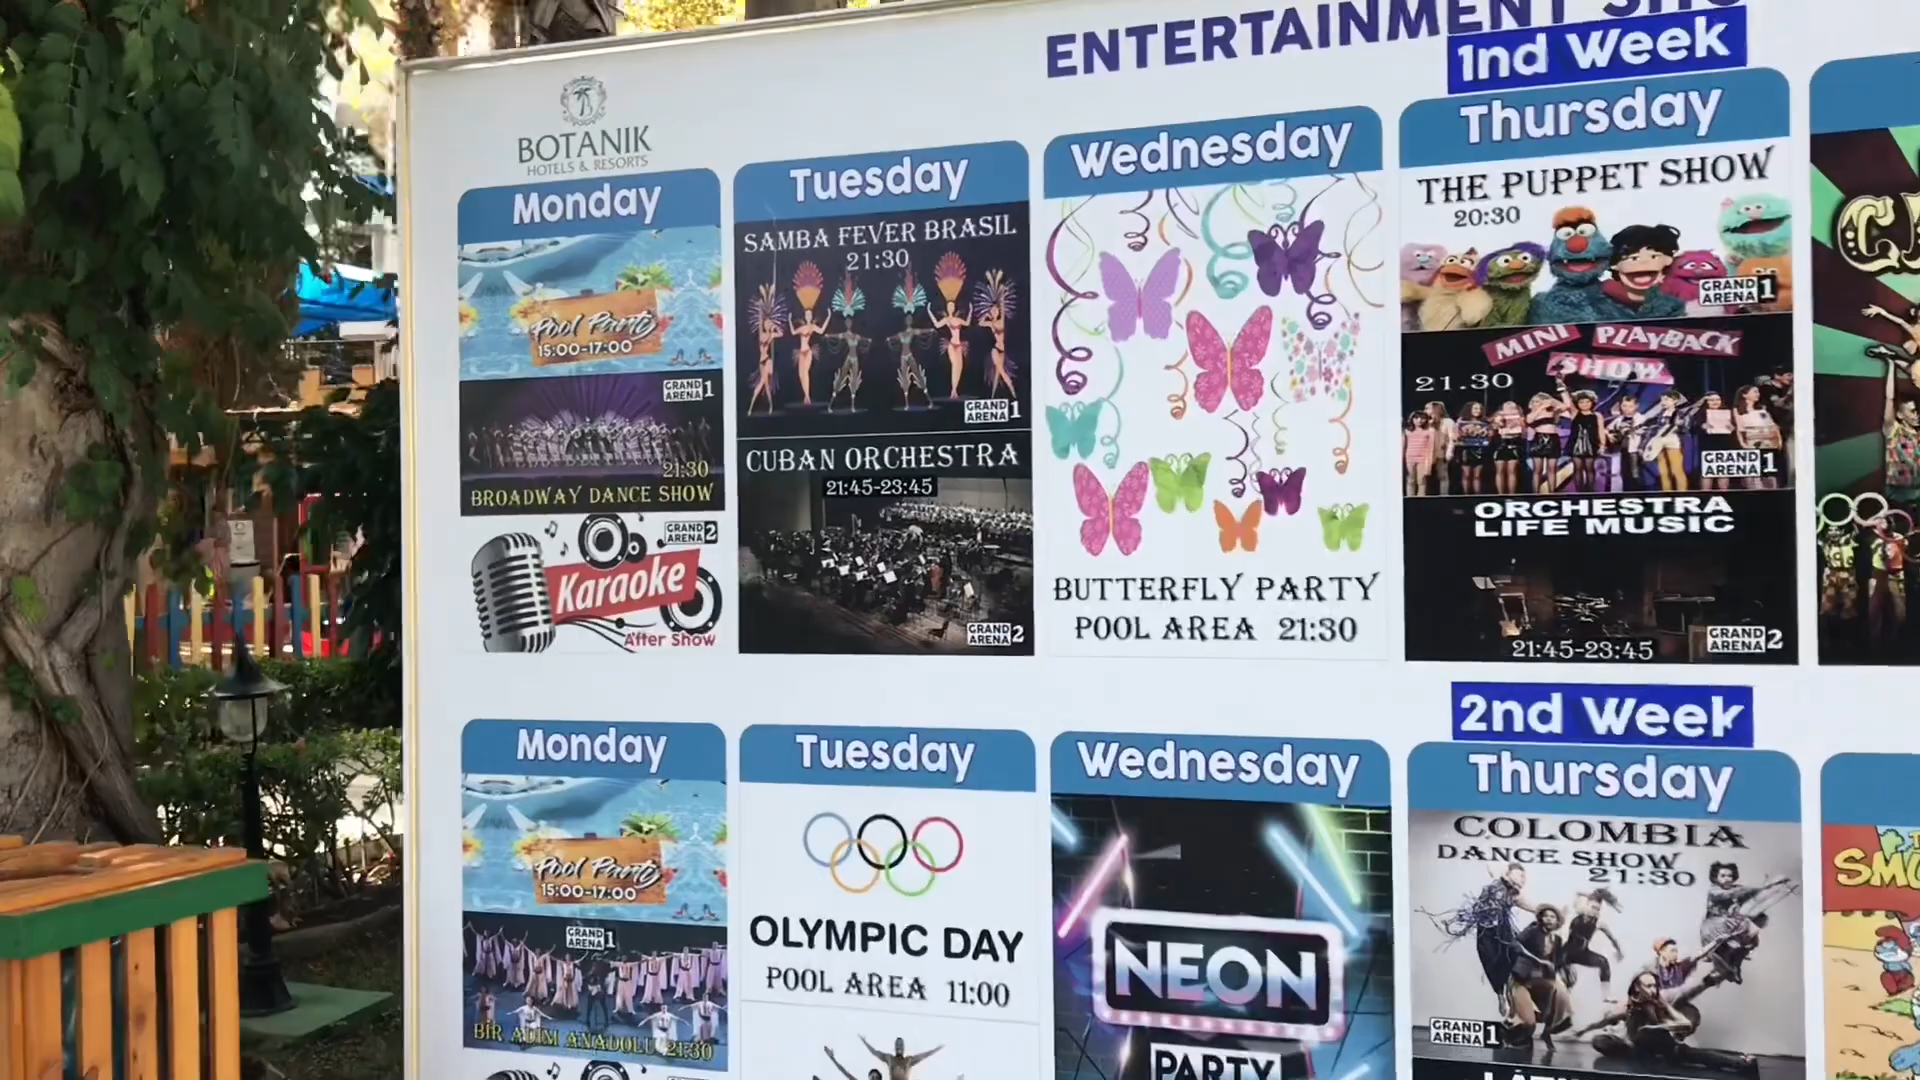 ENTERTAINMENT
1nd Week
BOTANIK
HOTELS & RESORTS
Monday
Pool Party
15:00-17:00
GRAND ARENA 1
21:30
BROADWAY DANCE SHOW
GRAND ARENA 2
Karaoke
After Show
Tuesday
SAMBA FEVER BRASIL
21:30
GRAND ARENA 1
CUBAN ORCHESTRA
21:45-23:45
GRAND ARENA 2
Wednesday
BUTTERFLY PARTY
POOL AREA 21:30
Thursday
THE PUPPET SHOW
20:30
GRAND ARENA 1
MINI PLAYBACK
SHOW
21.30
GRAND ARENA 1
ORCHESTRA
LIFE MUSIC
21:45-23:45
GRAND ARENA 2
2nd Week
Monday
Pool Party
15:00-17:00
GRAND ARENA 1
BİR ADIM ANADOLU 21:30
Tuesday
OLYMPIC DAY
POOL AREA 11:00
Wednesday
NEON
PARTY
Thursday
COLOMBIA
DANCE SHOW
21:30
GRAND ARENA 1